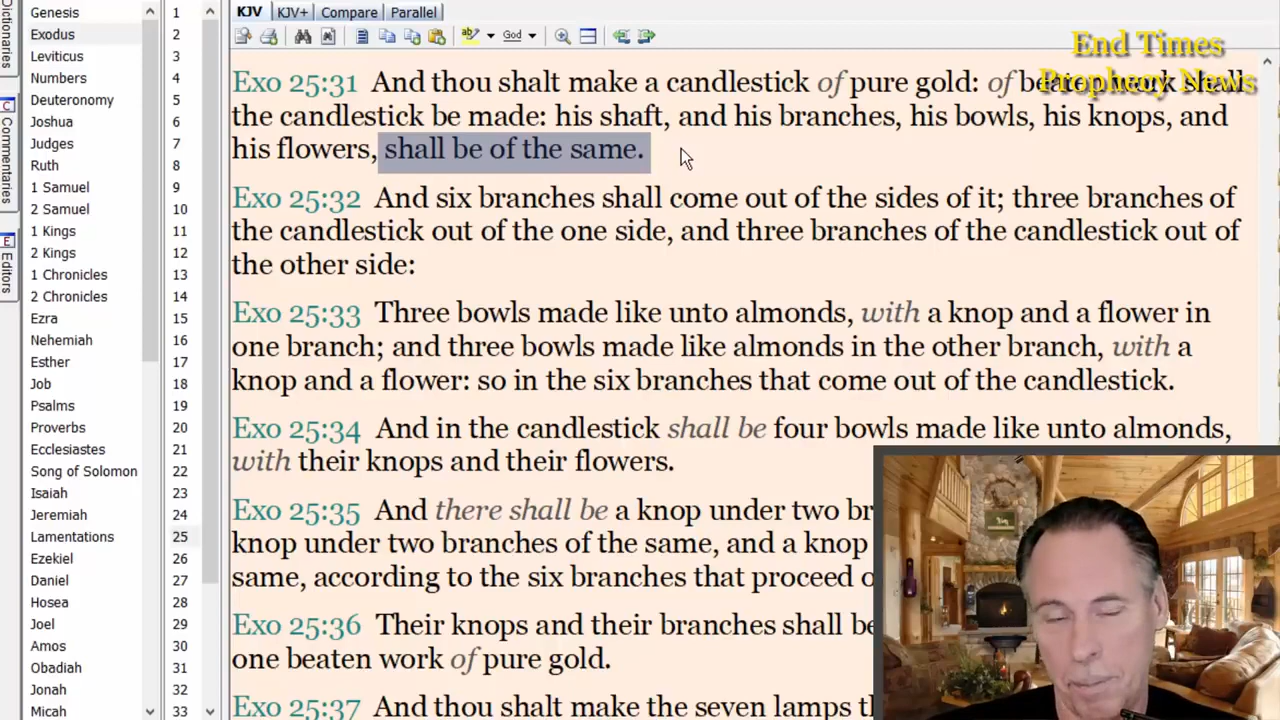 Dictionaries
Commentaries
Editors
Genesis
Exodus
Leviticus
Numbers
Deuteronomy
Joshua
Judges
Ruth
1 Samuel
2 Samuel
1 Kings
2 Kings
1 Chronicles
2 Chronicles
Ezra
Nehemiah
Esther
Job
Psalms
Proverbs
Ecclesiastes
Song of Solomon
Isaiah
Jeremiah
Lamentations
Ezekiel
Daniel
Hosea
Joel
Amos
Obadiah
Jonah
Micah
1
2
3
4
5
6
7
8
9
10
11
12
13
14
15
16
17
18
19
20
21
22
23
24
25
26
27
28
29
30
31
32
33
KJV KJV+ Compare Parallel
God
End Times
Prophecy News
Exo 25:31 And thou shalt make a candlestick of pure gold: of
the candlestick be made: his shaft, and his branches, his bowls, his knops, and
his flowers, shall be of the same.
Exo 25:32 And six branches shall come out of the sides of it; three branches of
the candlestick out of the one side, and three branches of the candlestick out of
the other side:
Exo 25:33 Three bowls made like unto almonds, with a knop and a flower in
one branch; and three bowls made like almonds in the other branch, with a
knop and a flower: so in the six branches that come out of the candlestick.
Exo 25:34 And in the candlestick shall be four bowls made like unto almonds,
with their knops and their flowers.
Exo 25:35 And there shall be a knop under two br
knop under two branches of the same, and a knop
same, according to the six branches that proceed o
Exo 25:36 Their knops and their branches shall be
one beaten work of pure gold.
Exo 25:37 And thou shalt make the seven lamps th